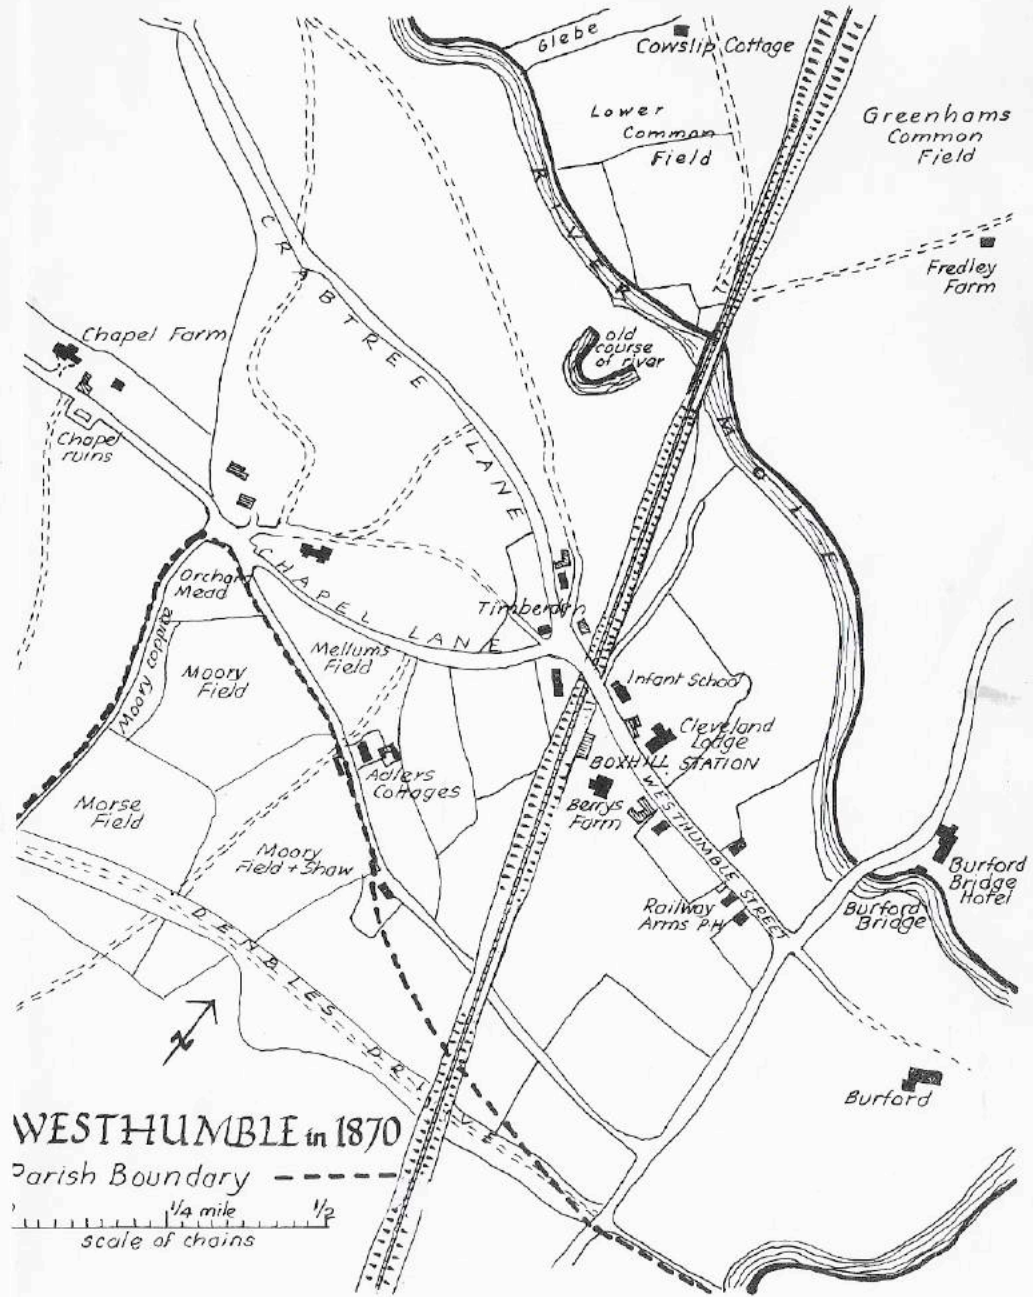 Glebe
Cowslip Cottage
Lower
Common
Field
Greenhams
Common
Field
RIVER
MOLE
Fredley
Farm
CRABTREE LANE
old
course
of river
Chapel Farm
Chapel
ruins
CHAPEL LANE
Orchard
Mead
Moory Coppice
Timberden
Mellums
Field
Moory
Field
Infant School
Cleveland
Lodge
BOXHILL STATION
Adlers
Cottages
Berrys
Farm
WESTHUMBLE STREET
Morse
Field
Moory
Field + Shaw
Burford
Bridge
Hotel
Railway
Arms P.H
Burford
Bridge
DENBLES DRIVE
N
Burford
WESTHUMBLE in 1870
Parish Boundary
1/4 mile
1/2
scale of chains